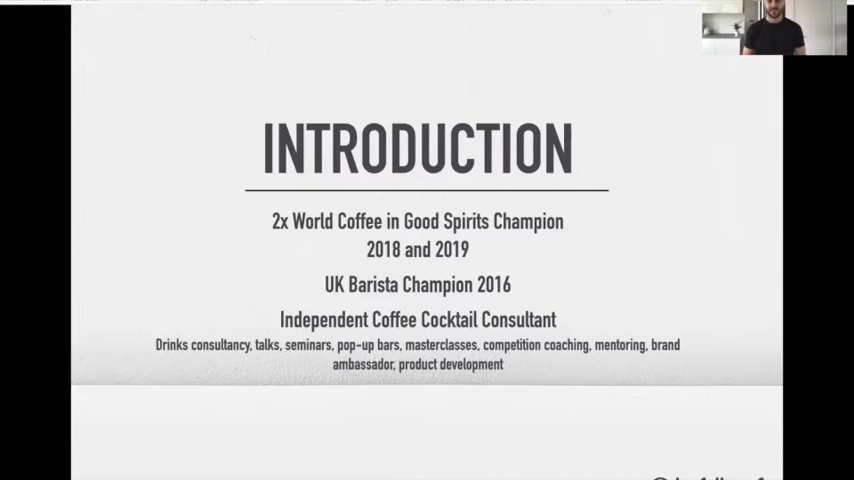 INTRODUCTION
2x World Coffee in Good Spirits Champion
2018 and 2019
UK Barista Champion 2016
Independent Coffee Cocktail Consultant
Drinks consultancy, talks, seminars, pop-up bars, masterclasses, competition coaching, mentoring, brand
ambassador, product development